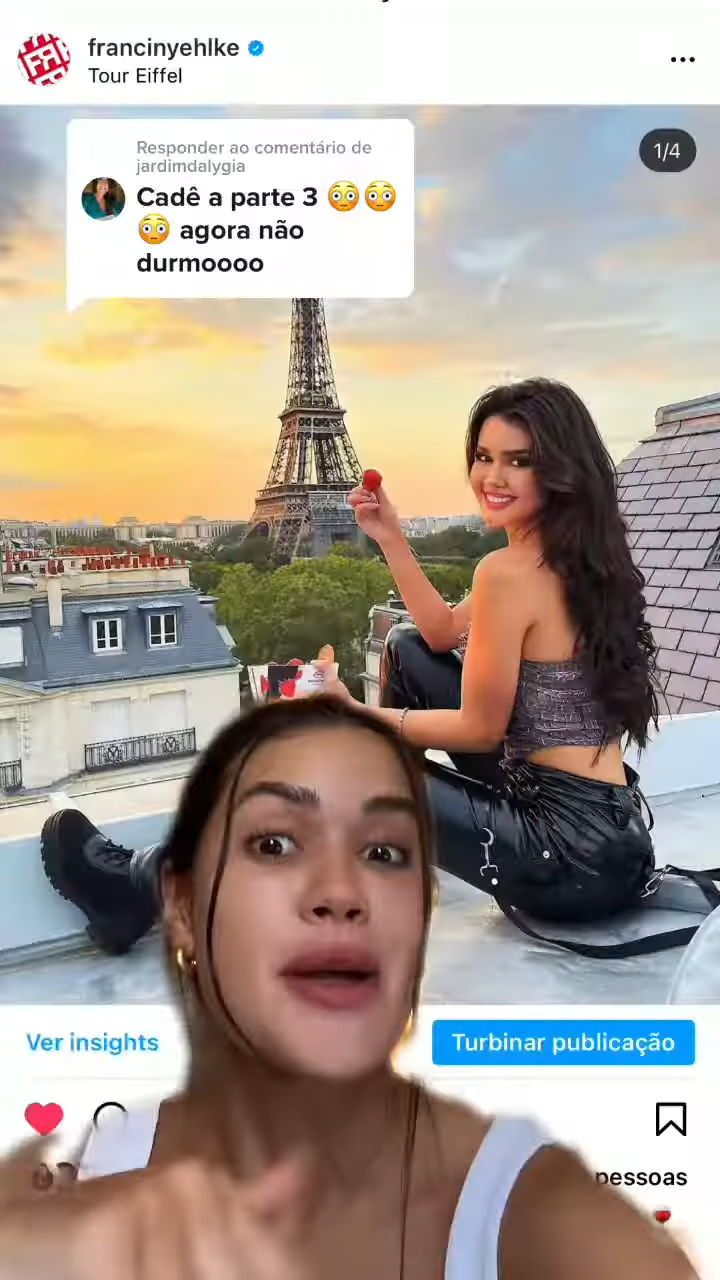 francinyehlke
Tour Eiffel
1/4
Responder ao comentário de
jardimdalygia
Cadê a parte 3 😳😳
😳 agora não
durmoooo
Ver insights
Turbinar publicação
pessoas